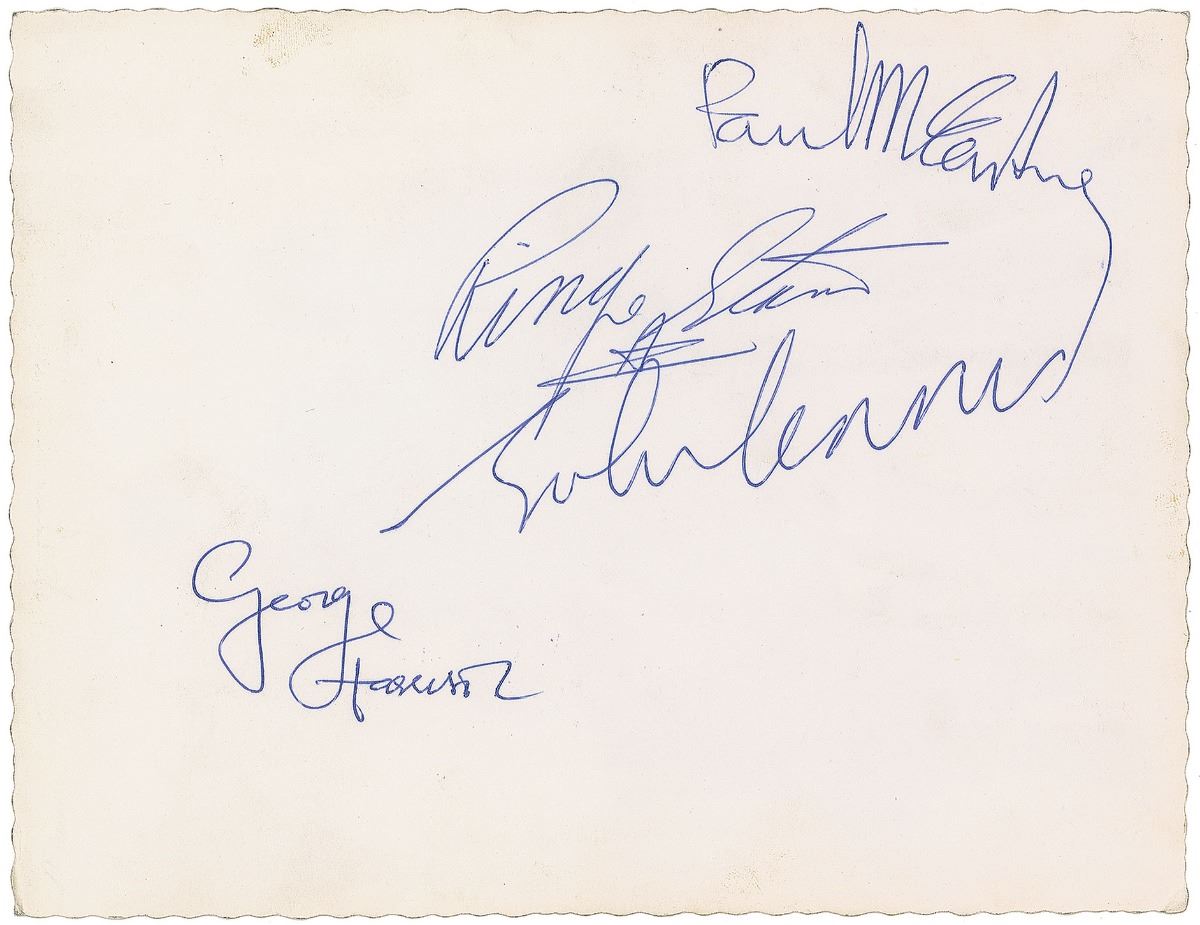 Paul McCartney
Ringo Starr
John Lennon
George
Harrison